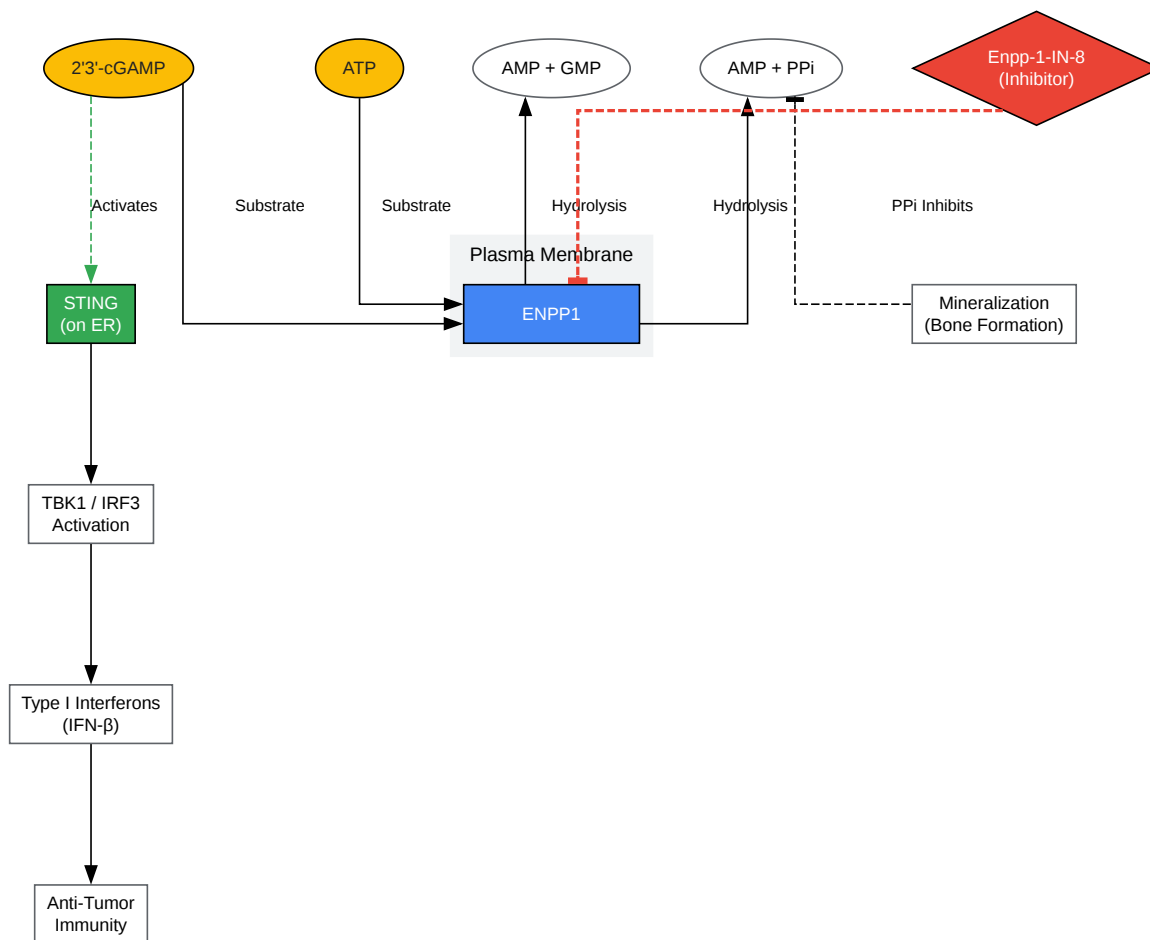 2'3'-cGAMP
ATP
AMP + GMP
AMP + PPi
Enpp-1-IN-8
(Inhibitor)
Activates
Substrate
Substrate
Hydrolysis
Hydrolysis
PPi Inhibits
Plasma Membrane
STING
(on ER)
ENPP1
Mineralization
(Bone Formation)
TBK1 / IRF3
Activation
Type I Interferons
(IFN-β)
Anti-Tumor
Immunity